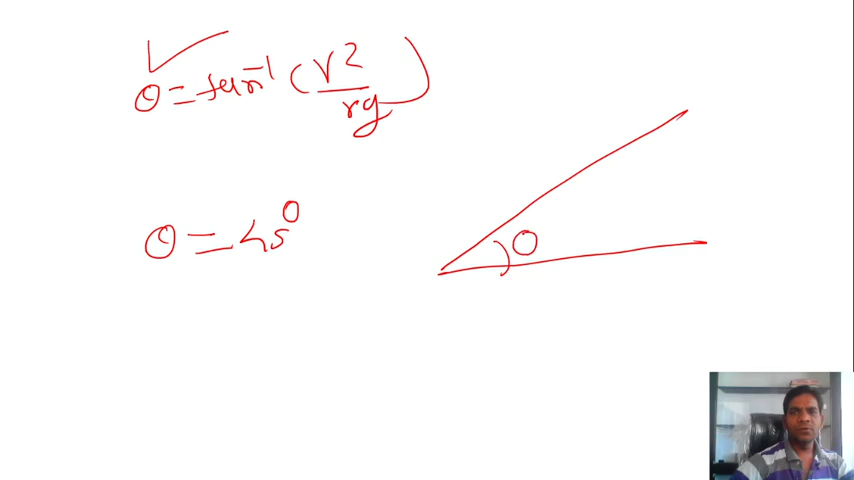 θ = tan⁻¹ (v²/rg)
θ = 45°
θ